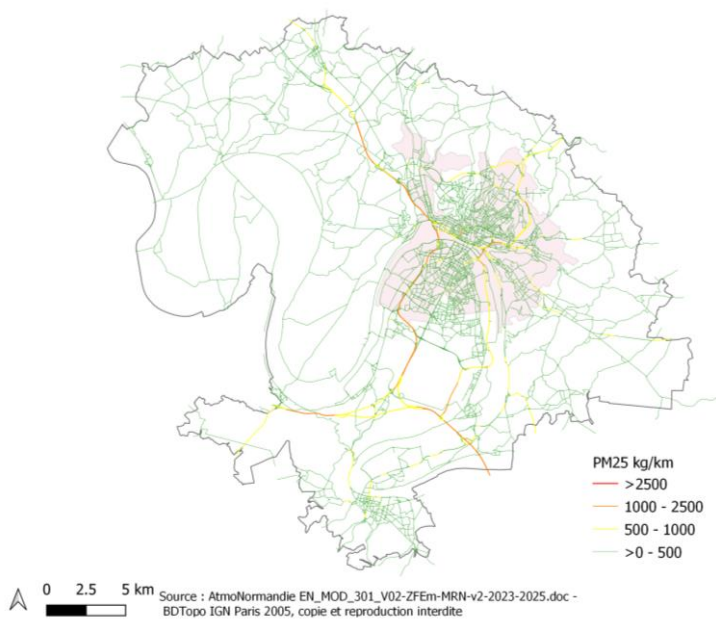 PM25 kg/km
>2500
1000 - 2500
500 - 1000
>0 - 500
0 2.5 5 km
Source : AtmoNormandie EN_MOD_301_V02-ZFEm-MRN-v2-2023-2025.doc -
BDTopo IGN Paris 2005, copie et reproduction interdite